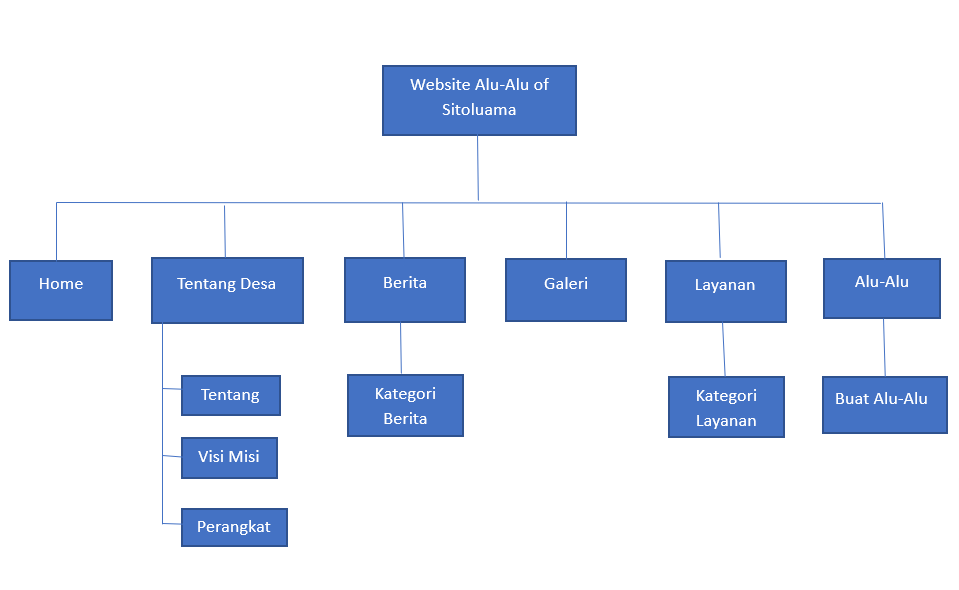 Website Alu-Alu of
Sitoluama
Home
Tentang Desa
Berita
Galeri
Layanan
Alu-Alu
Tentang
Visi Misi
Perangkat
Kategori
Berita
Kategori
Layanan
Buat Alu-Alu